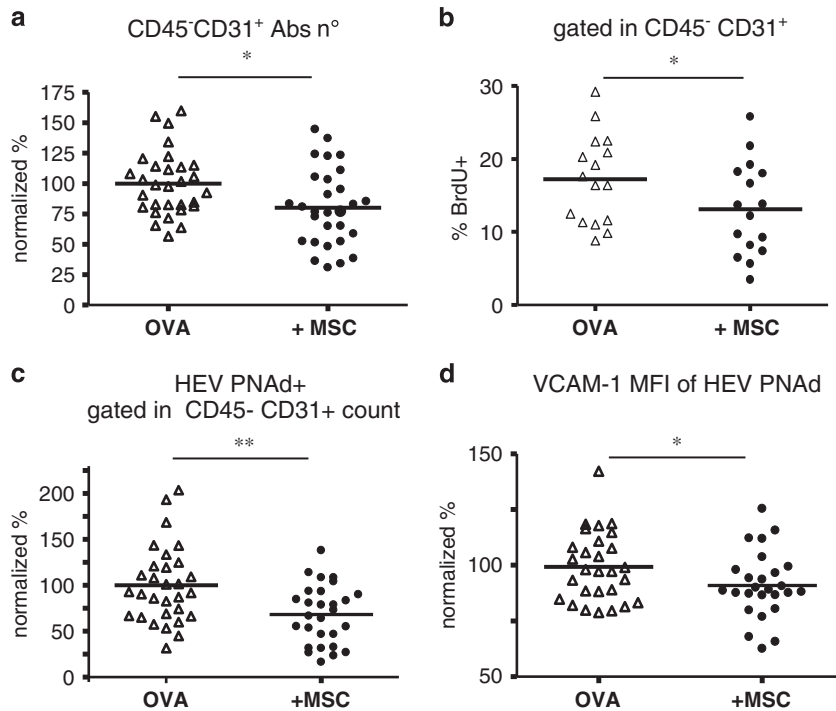 a
CD45⁻CD31⁺ Abs n°
*
normalized %
175
150
125
100
75
50
25
0
OVA
+ MSC
b
gated in CD45⁻ CD31⁺
*
% BrdU+
30
20
10
0
OVA
+ MSC
c
HEV PNAd+
gated in CD45- CD31+ count
**
normalized %
200
150
100
50
0
OVA
+MSC
d
VCAM-1 MFI of HEV PNAd
*
normalized %
150
100
50
OVA
+MSC